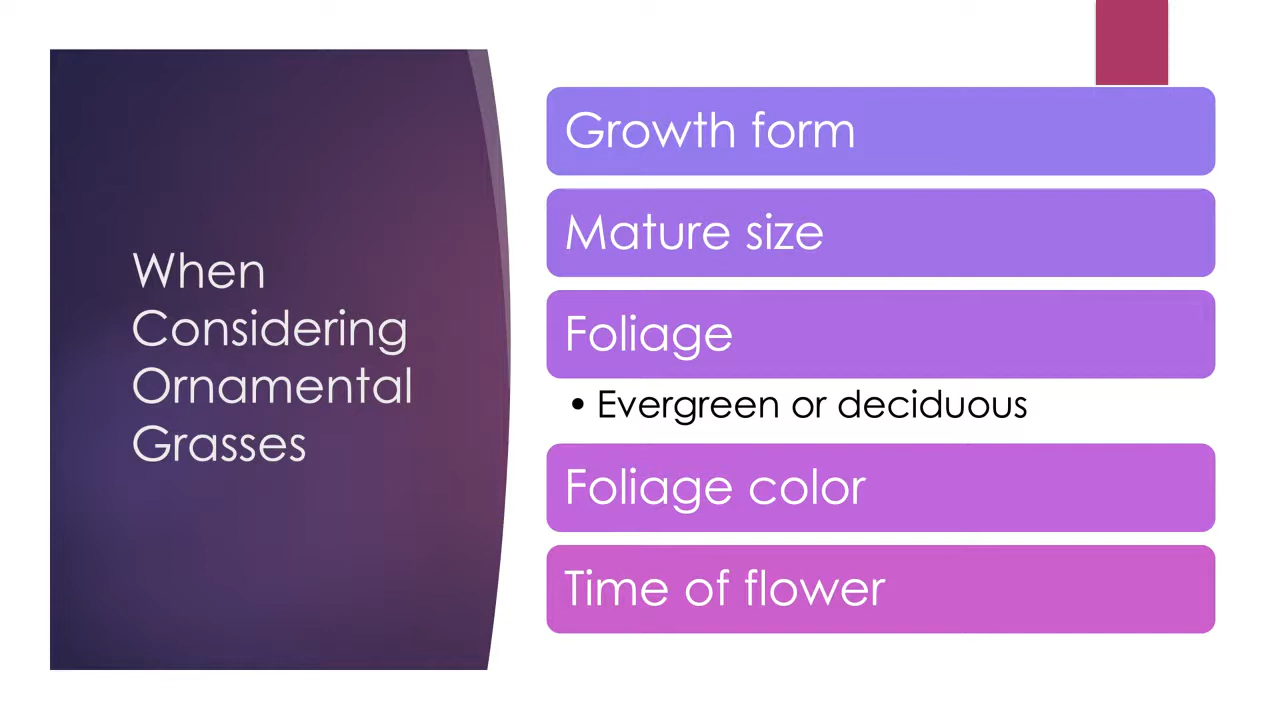 When
Considering
Ornamental
Grasses
Growth form
Mature size
Foliage
• Evergreen or deciduous
Foliage color
Time of flower